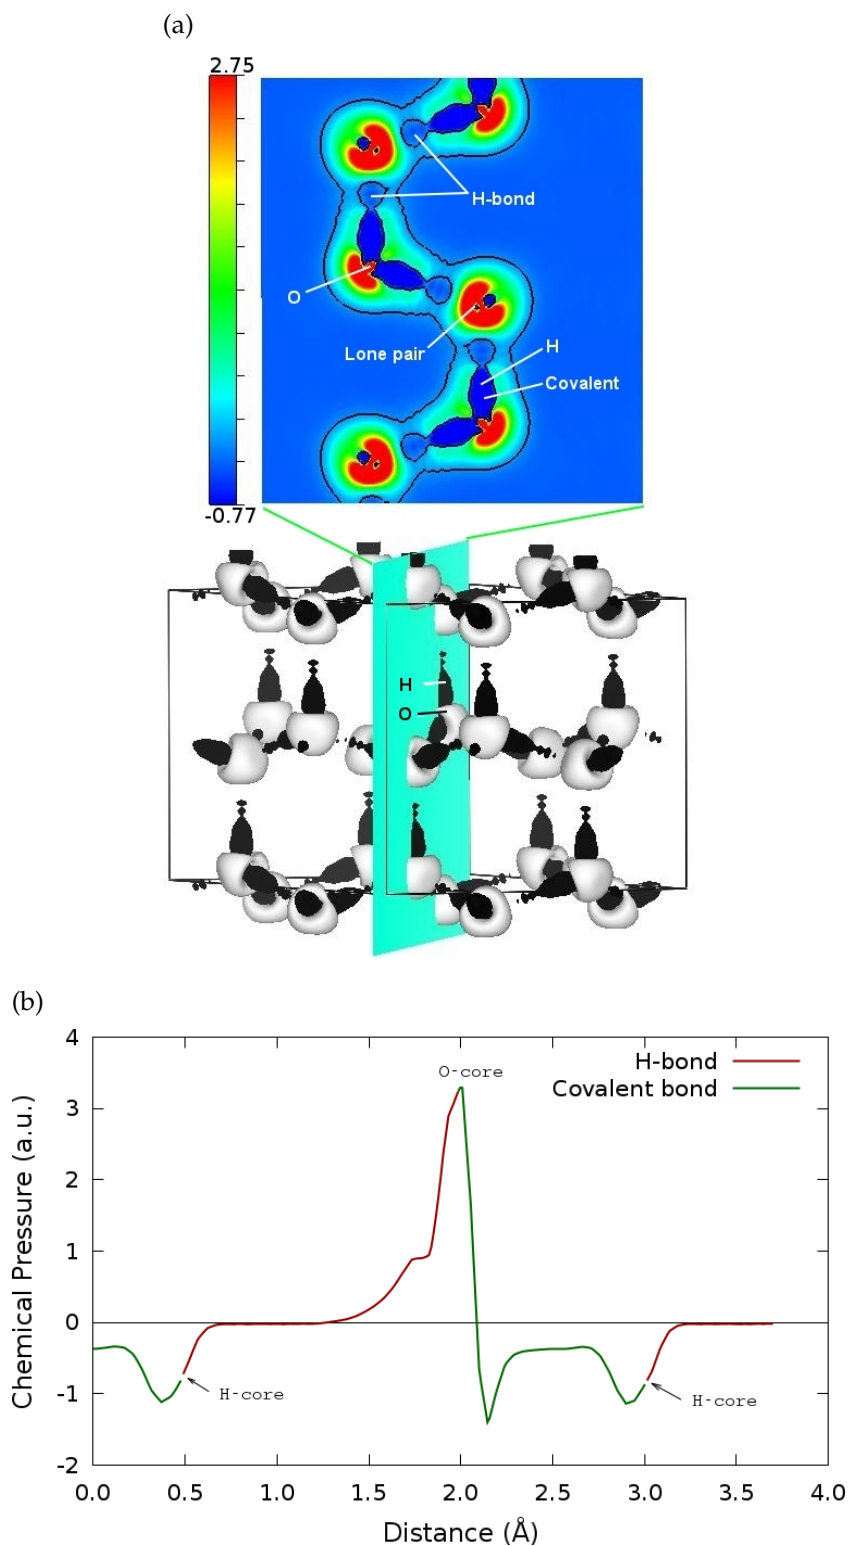 (a)
2.75
H-bond
O
Lone pair
H
Covalent
-0.77
H
O
(b)
4
3
2
1
0
-1
-2
Chemical Pressure (a.u.)
O-core
H-bond
Covalent bond
H-core
H-core
0.0 0.5 1.0 1.5 2.0 2.5 3.0 3.5 4.0
Distance (Å)